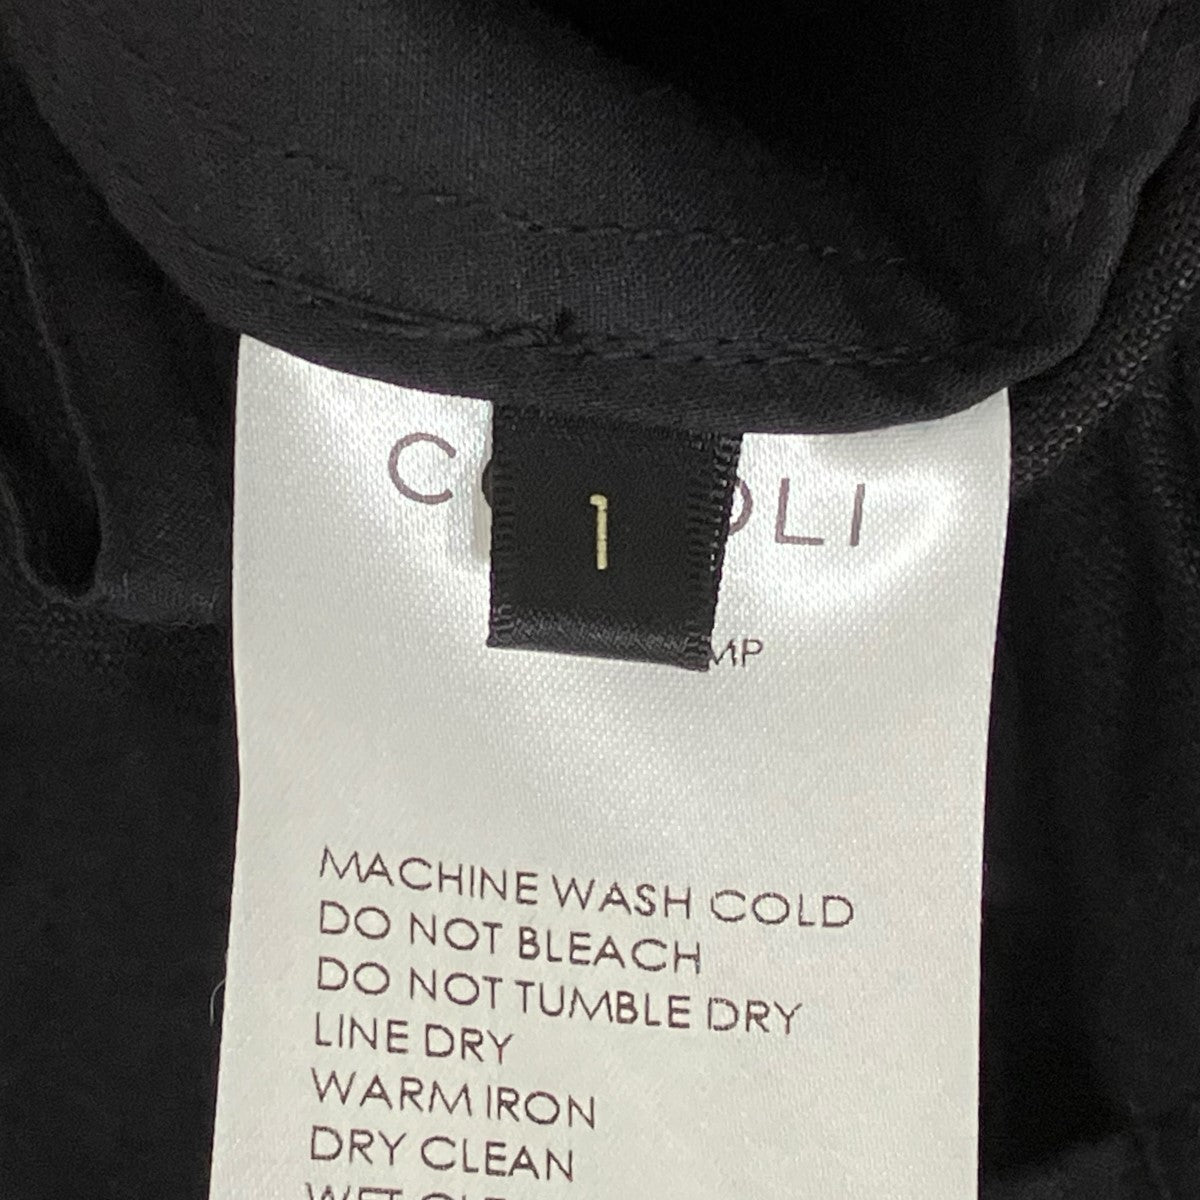 1
MACHINE WASH COLD
DO NOT BLEACH
DO NOT TUMBLE DRY
LINE DRY
WARM IRON
DRY CLEAN